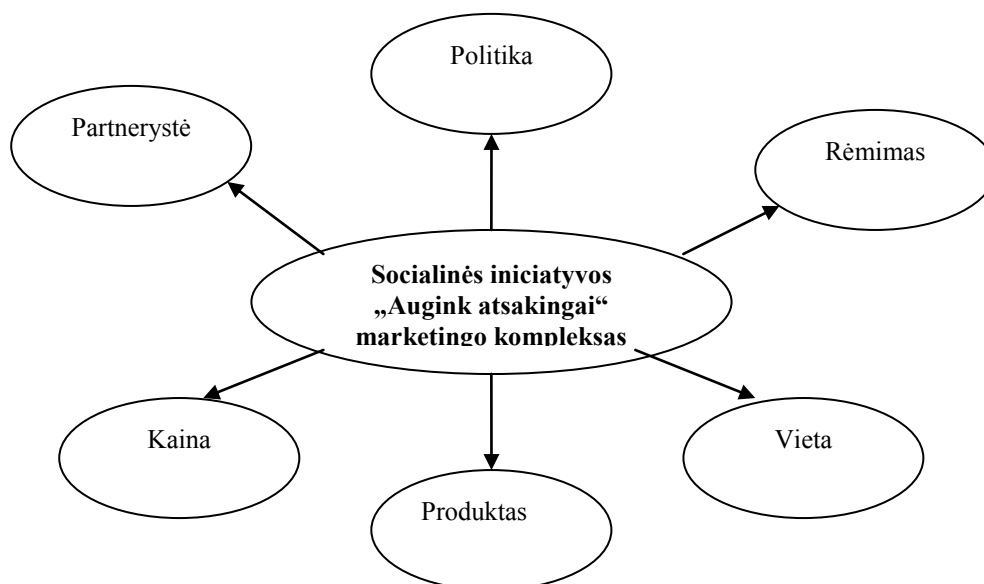 Politika
Partnerystė
Rėmimas
Socialinės iniciatyvos
„Augink atsakingai“
marketingo kompleksas
Kaina
Vieta
Produktas